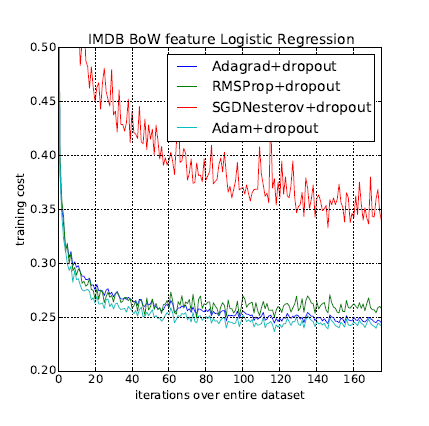 IMDB BoW feature Logistic Regression
0.50
0.45
0.40
0.35
0.30
0.25
0.20
training cost
Adagrad+dropout
RMSProp+dropout
SGDNesterov+dropout
Adam+dropout
0 20 40 60 80 100 120 140 160
iterations over entire dataset